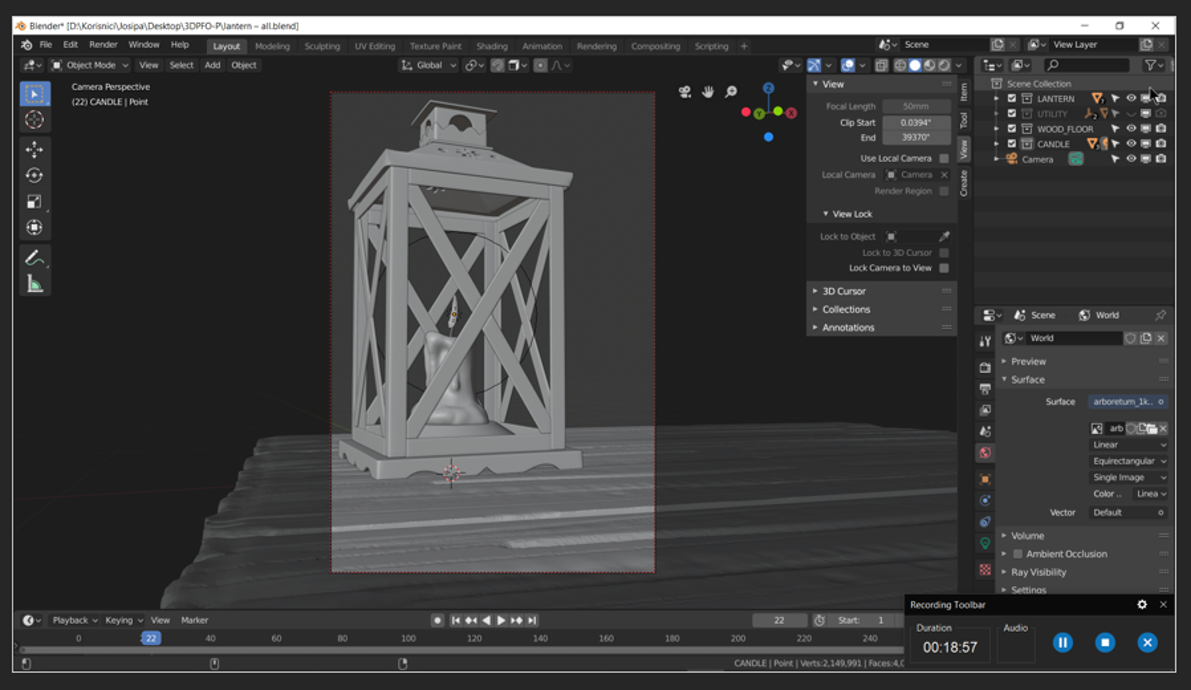 Blender* [D:\Korisnici\Josipa\Desktop\3DPFO-P\lantern – all.blend]
File Edit Render Window Help Layout Modeling Sculpting UV Editing Texture Paint Shading Animation Rendering Compositing Scripting + Scene View Layer
Object Mode View Select Add Object Global
Camera Perspective
(22) CANDLE | Point
Z
Y
X
View
Focal Length 50mm
Clip Start 0.0394"
End 39370"
Use Local Camera
Local Camera Camera
Render Region
View Lock
Lock to Object
Lock to 3D Cursor
Lock Camera to View
3D Cursor
Collections
Annotations
Item
Tool
View
Create
Scene Collection
LANTERN
UTILITY 2
WOOD_FLOOR
CANDLE
Camera
Scene World
World
Preview
Surface
Surface arboretum_1k..
arb
Linear
Equirectangular
Single Image
Color .. Linea
Vector Default
Volume
Ambient Occlusion
Ray Visibility
Settings
Playback Keying View Marker 22 Start: 1
0 22 40 60 80 100 120 140 160 180 200 220 240
CANDLE | Point | Verts:2,149,991 | Faces:4,0
Recording Toolbar
Duration Audio
00:18:57